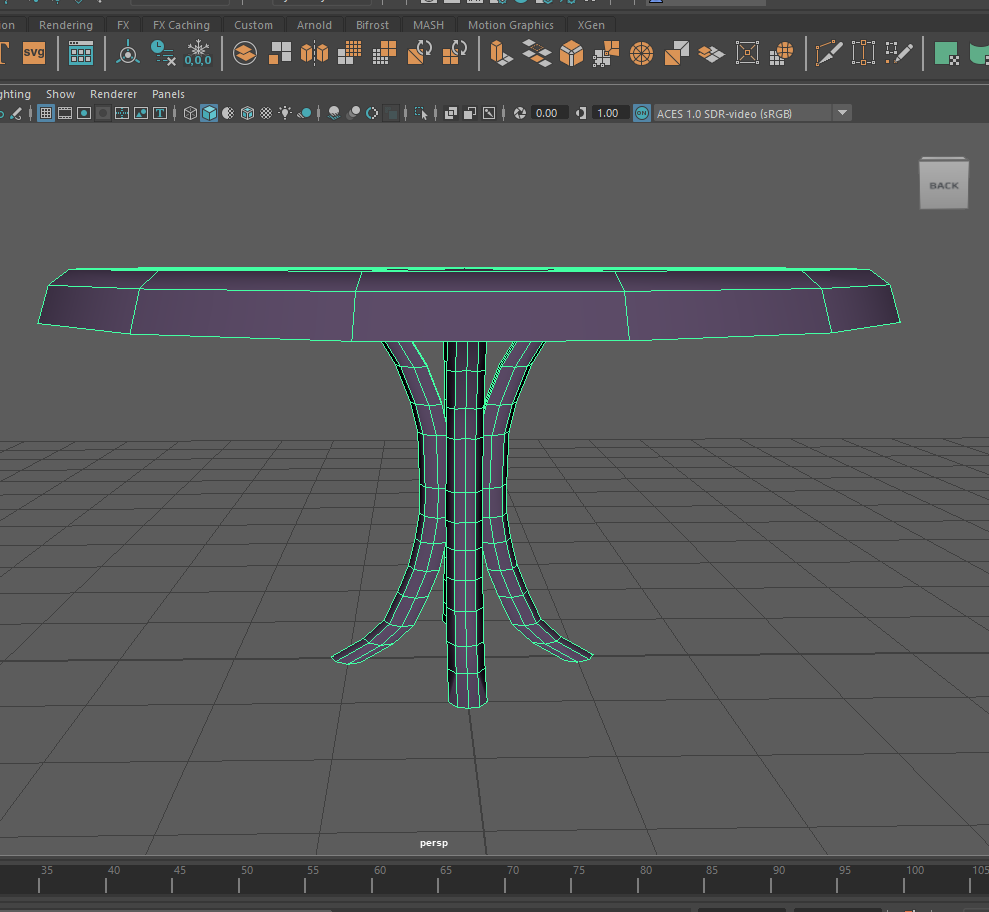 on Rendering FX FX Caching Custom Arnold Bifrost MASH Motion Graphics XGen
T SVG 0,0,0
ghting Show Renderer Panels
T 0.00 1.00 ON ACES 1.0 SDR-video (sRGB)
BACK
persp
35 40 45 50 55 60 65 70 75 80 85 90 95 100 105